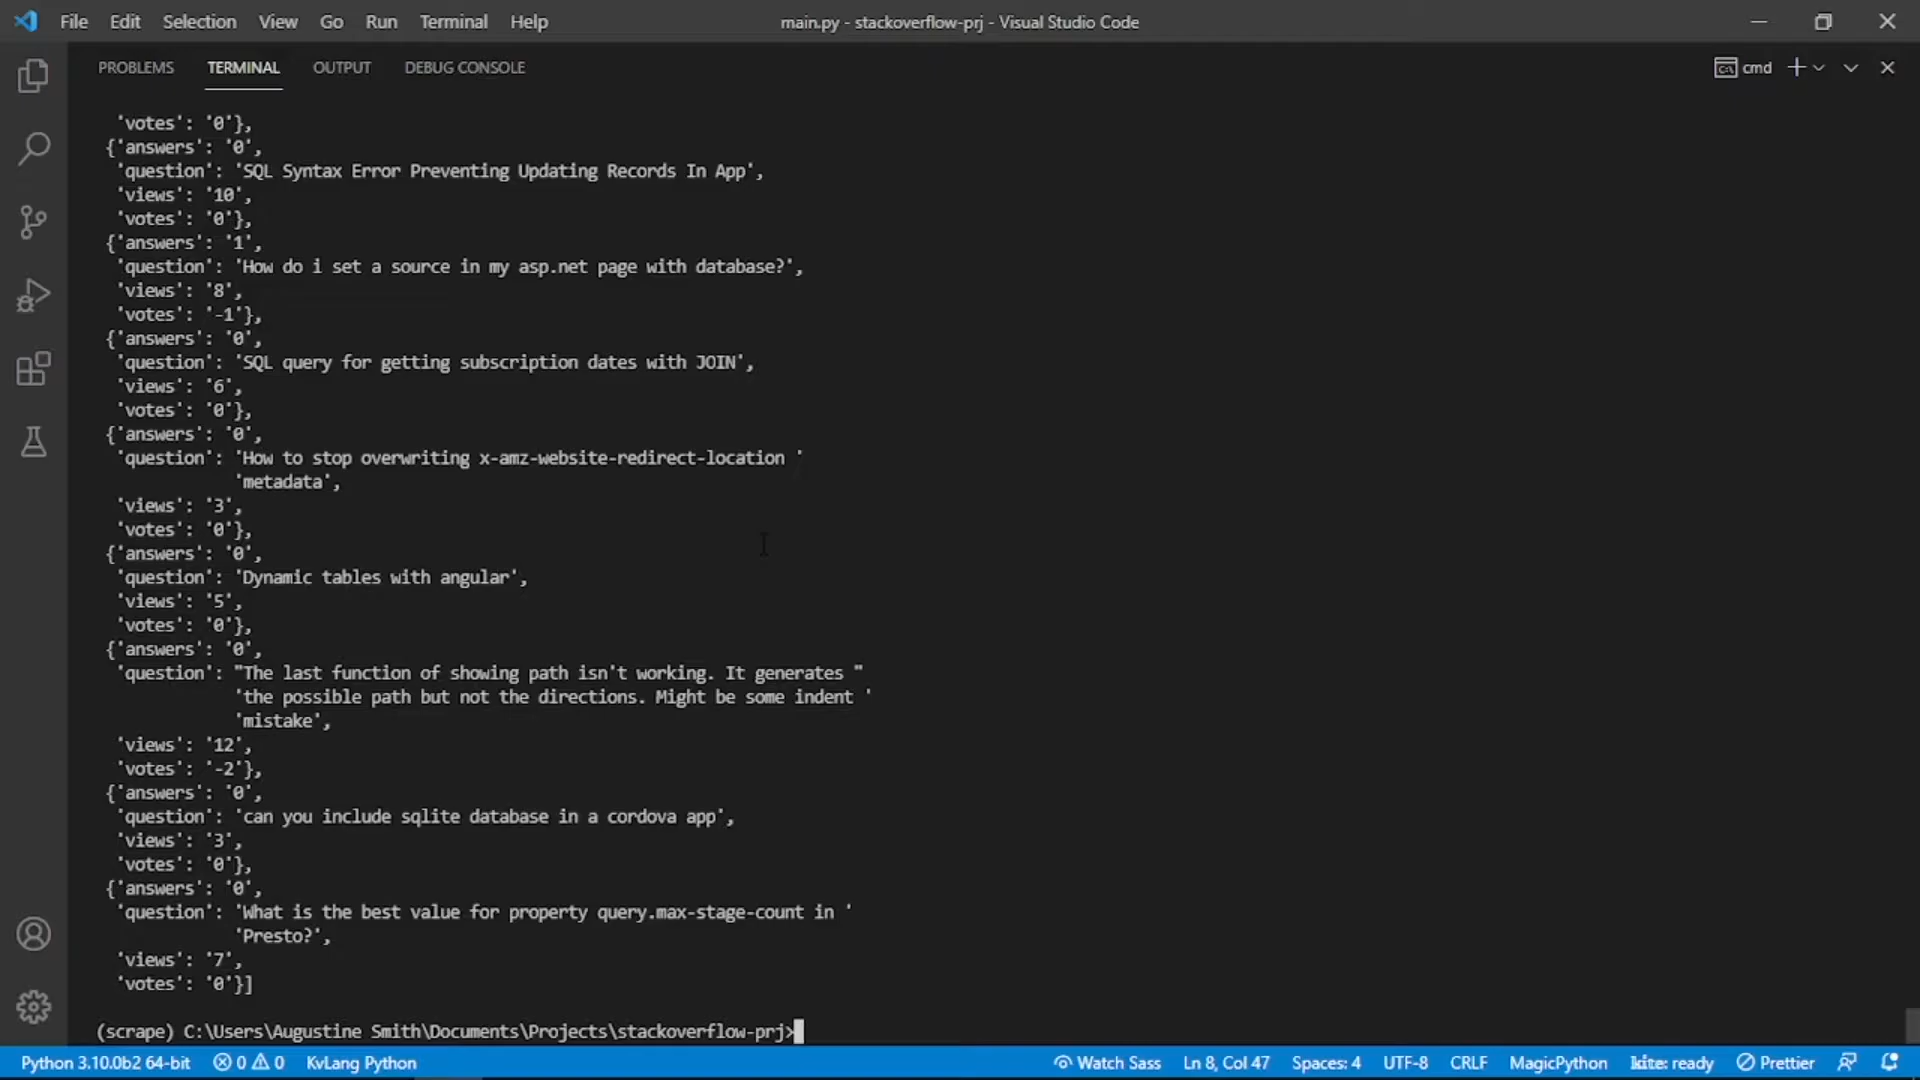 File Edit Selection View Go Run Terminal Help main.py - stackoverflow-prj - Visual Studio Code
PROBLEMS TERMINAL OUTPUT DEBUG CONSOLE cmd
'votes': '0'},
{'answers': '0',
'question': 'SQL Syntax Error Preventing Updating Records In App',
'views': '10',
'votes': '0'},
{'answers': '1',
'question': 'How do i set a source in my asp.net page with database?',
'views': '8',
'votes': '-1'},
{'answers': '0',
'question': 'SQL query for getting subscription dates with JOIN',
'views': '6',
'votes': '0'},
{'answers': '0',
'question': 'How to stop overwriting x-amz-website-redirect-location '
'metadata',
'views': '3',
'votes': '0'},
{'answers': '0',
'question': 'Dynamic tables with angular',
'views': '5',
'votes': '0'},
{'answers': '0',
'question': "The last function of showing path isn't working. It generates "
'the possible path but not the directions. Might be some indent '
'mistake',
'views': '12',
'votes': '-2'},
{'answers': '0',
'question': 'can you include sqlite database in a cordova app',
'views': '3',
'votes': '0'},
{'answers': '0',
'question': 'What is the best value for property query.max-stage-count in '
'Presto?',
'views': '7',
'votes': '0'}]
(scrape) C:\Users\Augustine Smith\Documents\Projects\stackoverflow-prj>
Python 3.10.0b2 64-bit 0 0 KvLang Python Watch Sass Ln 8, Col 47 Spaces: 4 UTF-8 CRLF MagicPython kite: ready Prettier